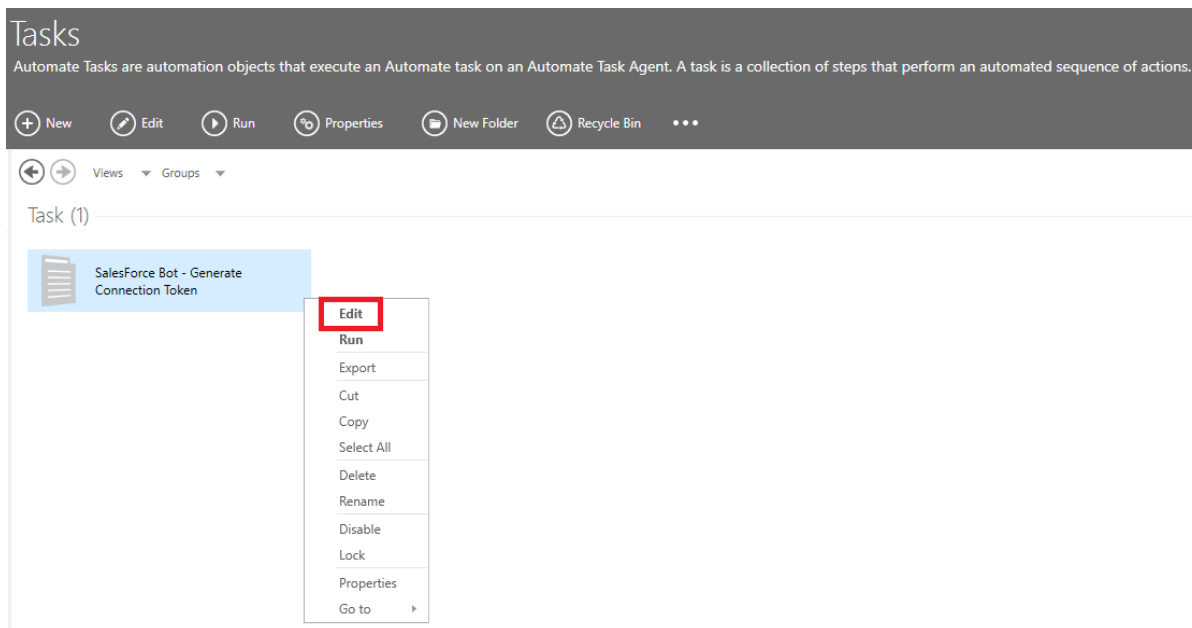 Tasks
Automate Tasks are automation objects that execute an Automate task on an Automate Task Agent. A task is a collection of steps that perform an automated sequence of actions.
New Edit Run Properties New Folder Recycle Bin •••
Views Groups
Task (1)
SalesForce Bot - Generate
Connection Token
Edit
Run
Export
Cut
Copy
Select All
Delete
Rename
Disable
Lock
Properties
Go to